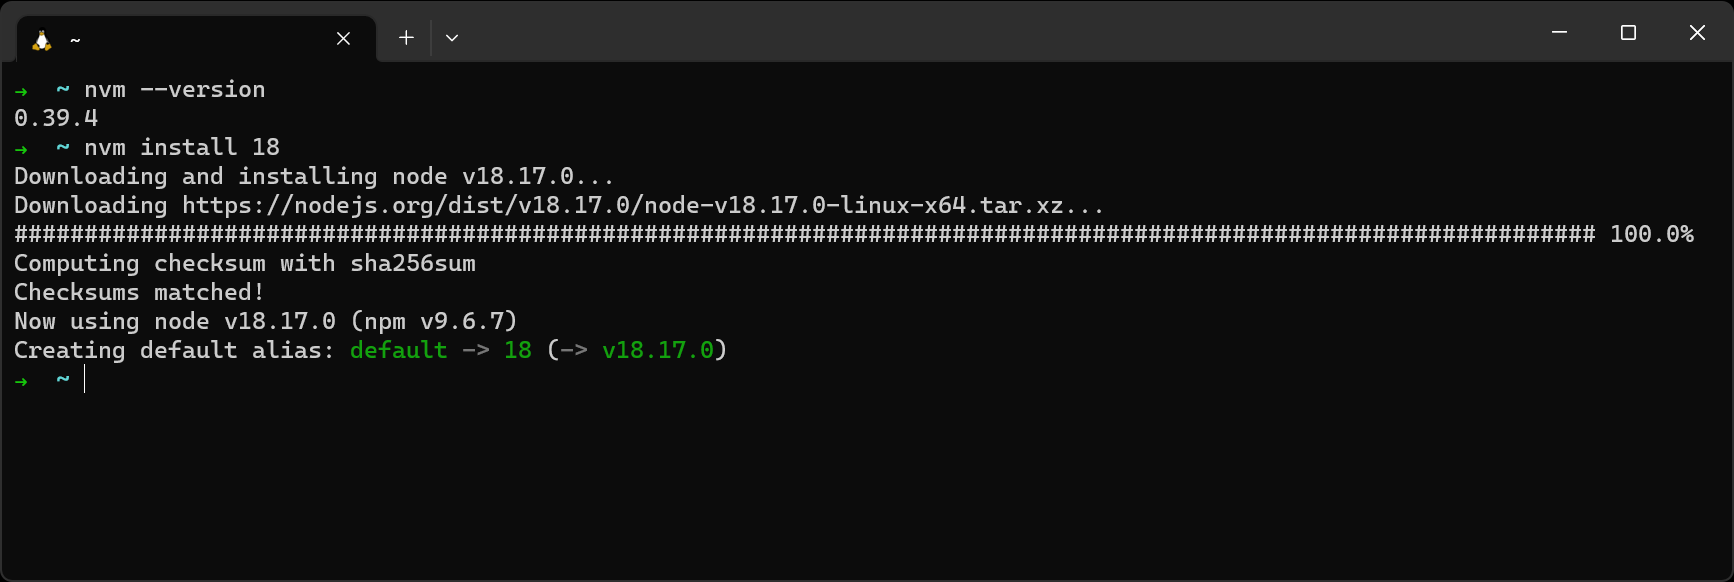 ~
➜  ~ nvm --version
0.39.4
➜  ~ nvm install 18
Downloading and installing node v18.17.0...
Downloading https://nodejs.org/dist/v18.17.0/node-v18.17.0-linux-x64.tar.xz...
################################################################################################################# 100.0%
Computing checksum with sha256sum
Checksums matched!
Now using node v18.17.0 (npm v9.6.7)
Creating default alias: default -> 18 (-> v18.17.0)
➜  ~